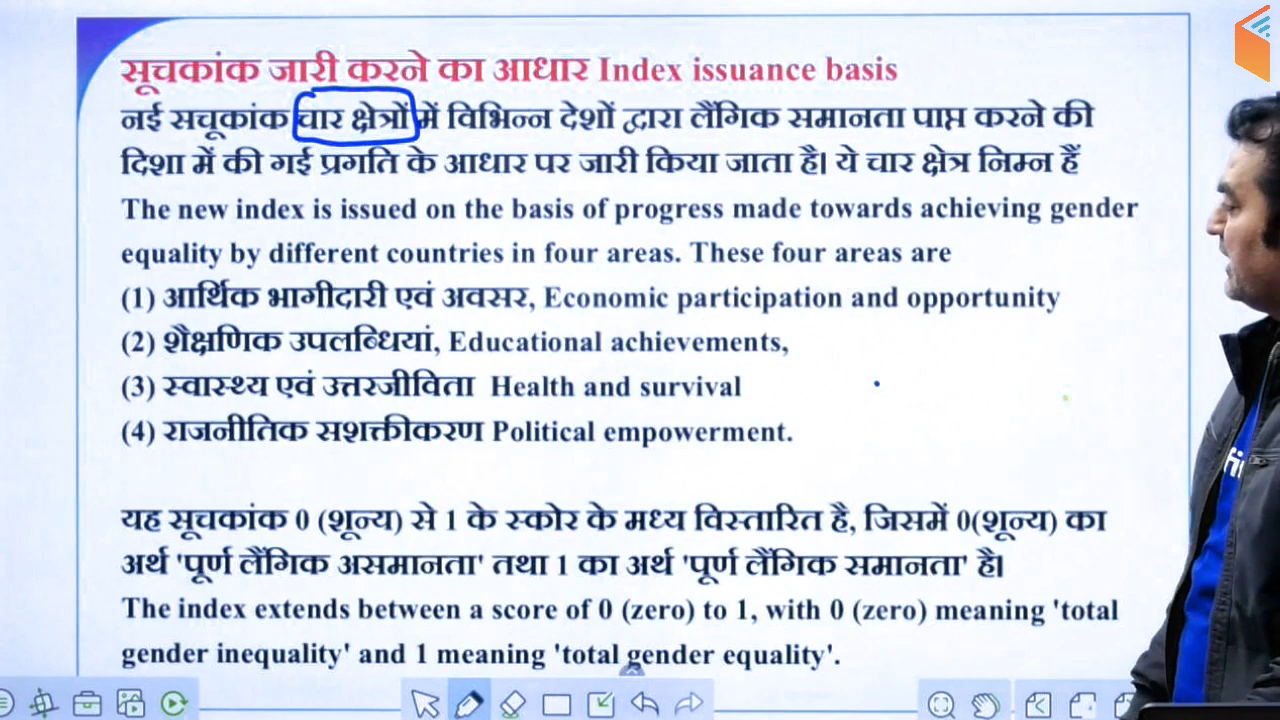 सूचकांक जारी करने का आधार Index issuance basis
नई सचूकांक चार क्षेत्रों में विभिन्न देशों द्वारा लैंगिक समानता पाप्त करने की
दिशा में की गई प्रगति के आधार पर जारी किया जाता है। ये चार क्षेत्र निम्न हैं
The new index is issued on the basis of progress made towards achieving gender
equality by different countries in four areas. These four areas are
(1) आर्थिक भागीदारी एवं अवसर, Economic participation and opportunity
(2) शैक्षणिक उपलब्धियां, Educational achievements,
(3) स्वास्थ्य एवं उत्तरजीविता Health and survival
(4) राजनीतिक सशक्तीकरण Political empowerment.
यह सूचकांक 0 (शून्य) से 1 के स्कोर के मध्य विस्तारित है, जिसमें 0(शून्य) का
अर्थ 'पूर्ण लैंगिक असमानता' तथा 1 का अर्थ 'पूर्ण लैंगिक समानता' है।
The index extends between a score of 0 (zero) to 1, with 0 (zero) meaning 'total
gender inequality' and 1 meaning 'total gender equality'.